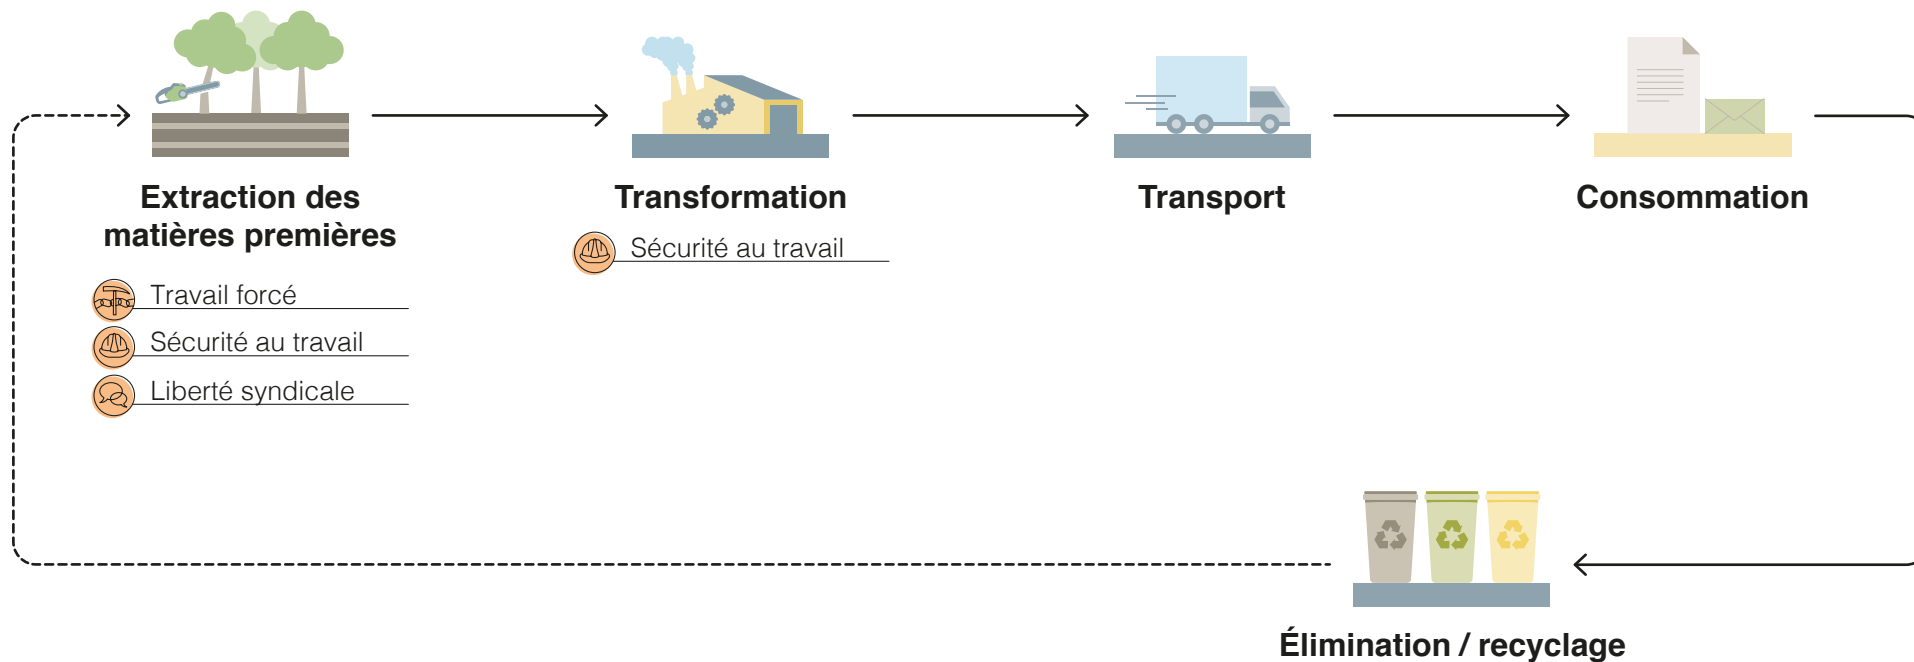 Extraction des
matières premières
Travail forcé
Sécurité au travail
Liberté syndicale
Transformation
Sécurité au travail
Transport
Consommation
Élimination / recyclage